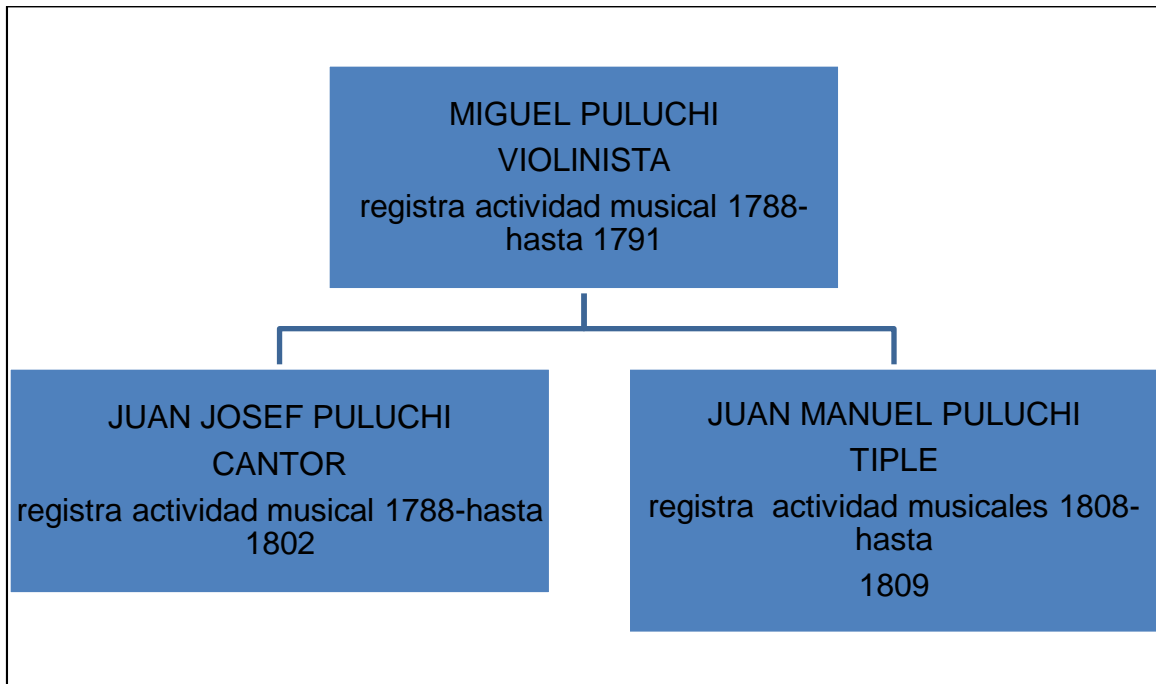 MIGUEL PULUCHI
VIOLINISTA
registra actividad musical 1788-
hasta 1791
JUAN JOSEF PULUCHI
CANTOR
registra actividad musical 1788-hasta
1802
JUAN MANUEL PULUCHI
TIPLE
registra  actividad musicales 1808-
hasta
1809